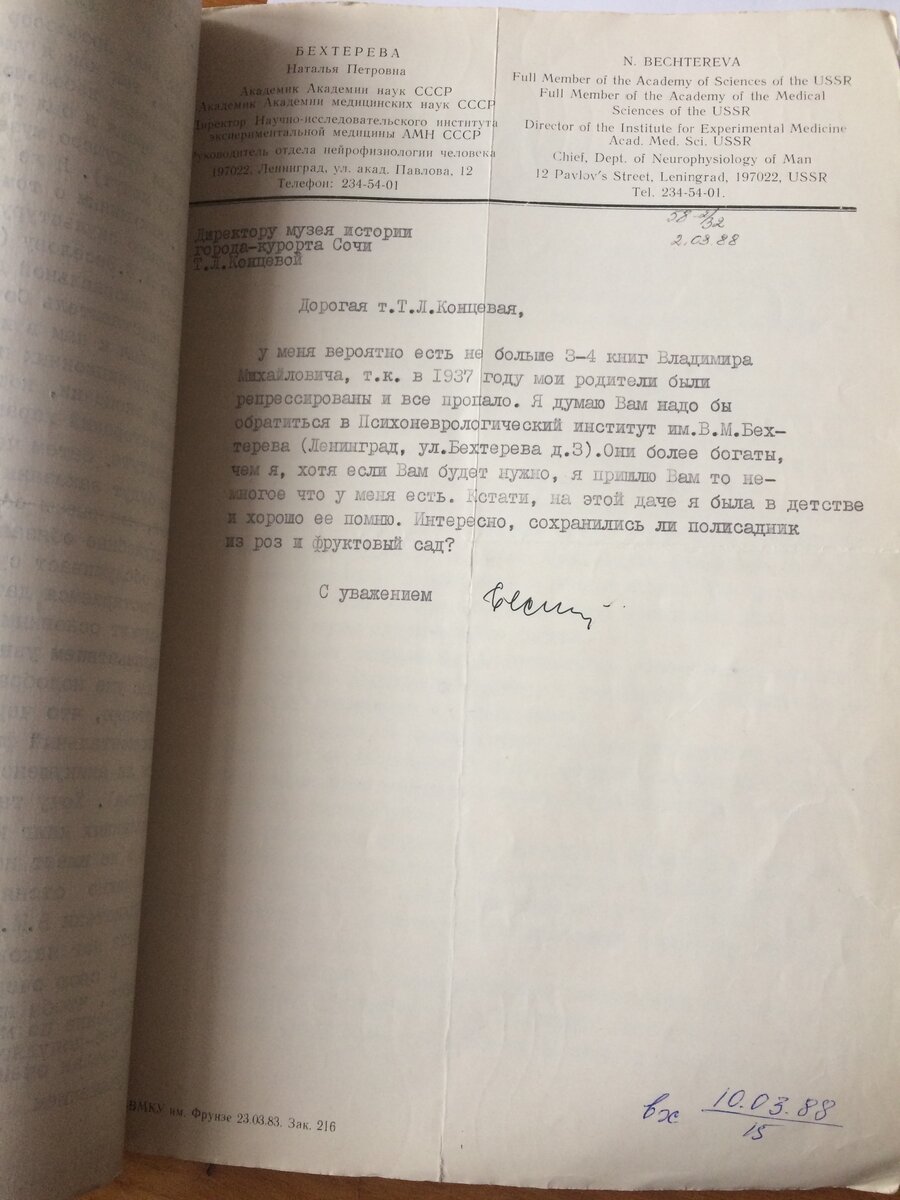 БЕХТЕРЕВА
Наталья Петровна
Академик Академии наук СССР
Академик Академии медицинских наук СССР
Директор Научно-исследовательского института
экспериментальной медицины АМН СССР
Руководитель отдела нейрофизиологии человека
197022, Ленинград, ул. акад. Павлова, 12
Телефон: 234-54-01
N. BECHTEREVA
Full Member of the Academy of Sciences of the USSR
Full Member of the Academy of the Medical
Sciences of the USSR
Director of the Institute for Experimental Medicine
Acad. Med. Sci. USSR
Chief, Dept. of Neurophysiology of Man
12 Pavlov's Street, Leningrad, 197022, USSR
Tel. 234-54-01.
2.03.88
Директору музея истории
города-курорта Сочи
Т.Л.Концевой
Дорогая т.Т.Л.Концевая,
у меня вероятно есть не больше 3-4 книг Владимира
Михайловича, т.к. в 1937 году мои родители были
репрессированы и все пропало. Я думаю Вам надо бы
обратиться в Психоневрологический институт им.В.М.Бех-
терева (Ленинград, ул.Бехтерева д.3).Они более богаты,
чем я, хотя если Вам будет нужно, я пришлю Вам то не-
многое что у меня есть. Кстати, на этой даче я была в детстве
и хорошо ее помню. Интересно, сохранились ли полисадник
из роз и фруктовый сад?
С уважением
ВМКУ им. Фрунзе 23.03.83. Зак. 216
вх 10.03.88
15